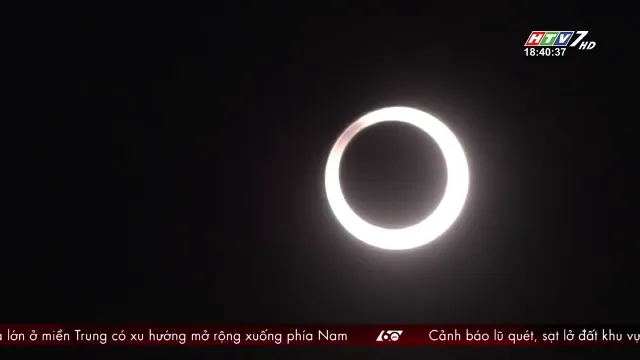 HTV7 HD
18:40:37
lớn ở miền Trung có xu hướng mở rộng xuống phía Nam
Cảnh báo lũ quét, sạt lở đất khu vự